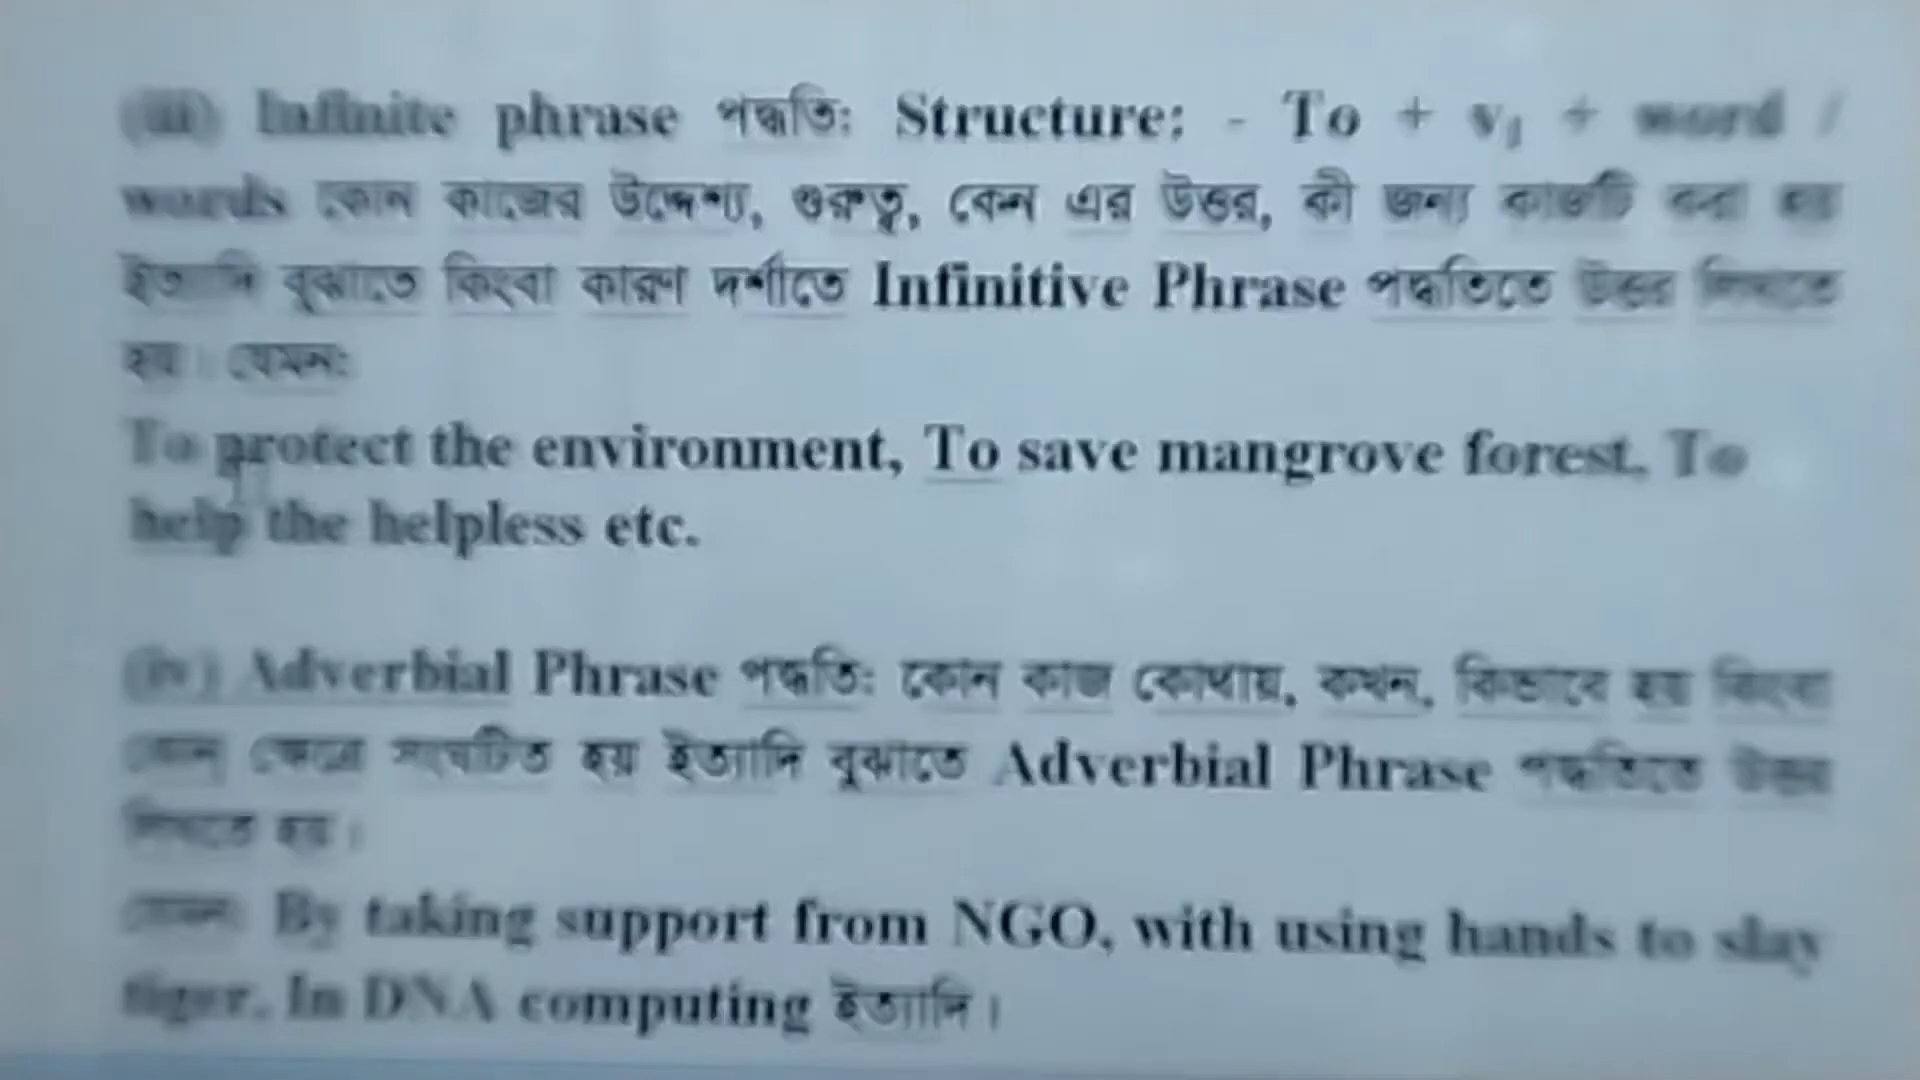 (iii) Infinite phrase পদ্ধতি: Structure: - To + v1 + word /
words কোন কাজের উদ্দেশ্য, গুরুত্ব, কেন এর উত্তর, কী জন্য কাজটি করা হয়
ইত্যাদি বুঝাতে কিংবা কারণ দর্শাতে Infinitive Phrase পদ্ধতিতে উত্তর লিখতে
হয়। যেমন:
To protect the environment, To save mangrove forest, To
help the helpless etc.
(iv) Adverbial Phrase পদ্ধতি: কোন কাজ কোথায়, কখন, কিভাবে হয় কিংবা
কোন ক্ষেত্রে সংঘটিত হয় ইত্যাদি বুঝাতে Adverbial Phrase পদ্ধতিতে উত্তর
লিখতে হয়।
যেমন: By taking support from NGO, with using hands to slay
tiger. In DNA computing ইত্যাদি।